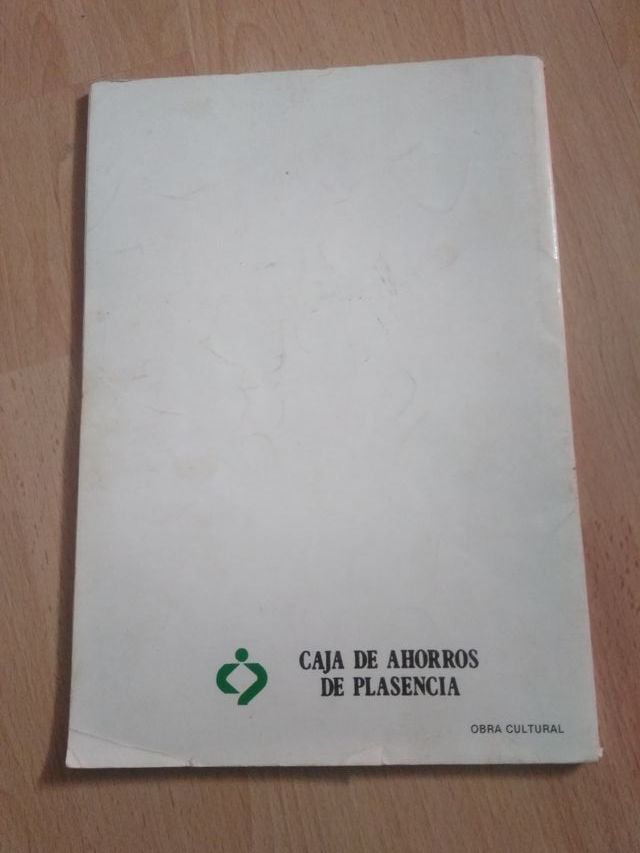 CAJA DE AHORROS
DE PLASENCIA
OBRA CULTURAL